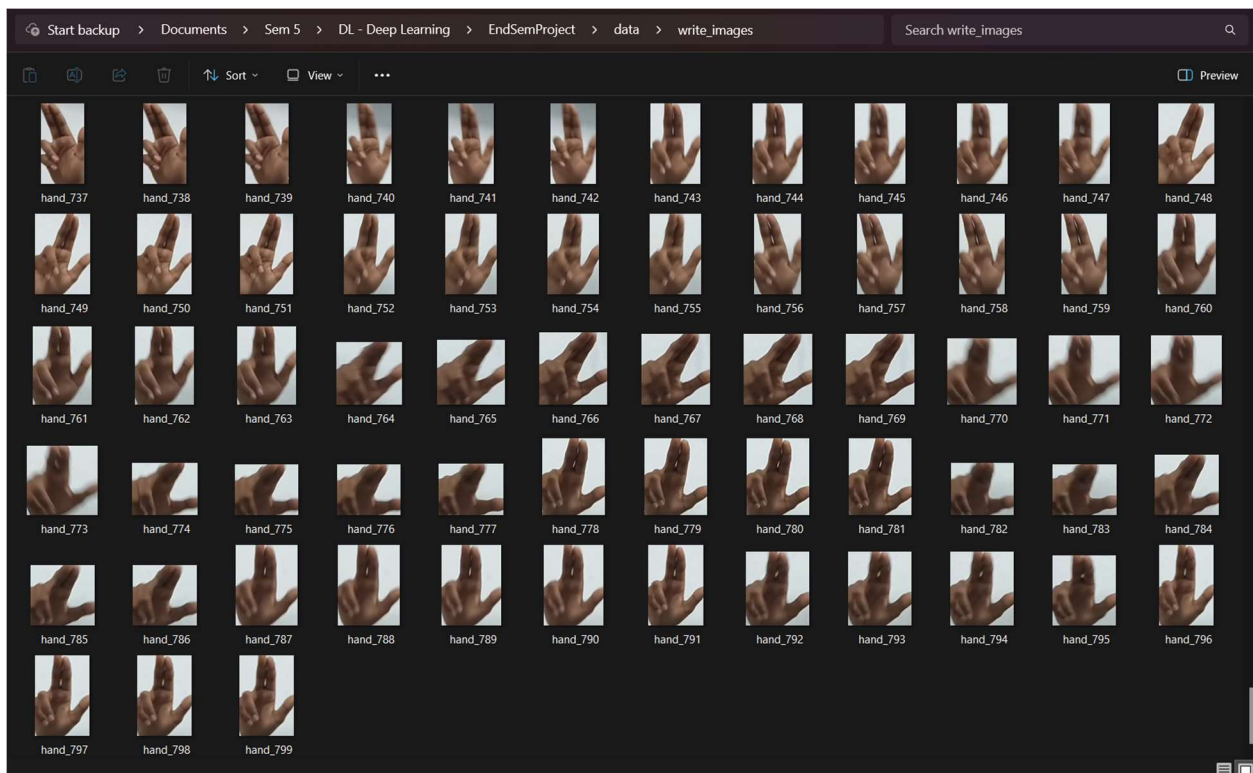 Start backup > Documents > Sem 5 > DL - Deep Learning > EndSemProject > data > write_images Search write_images
Sort View ••• Preview
hand_737 hand_738 hand_739 hand_740 hand_741 hand_742 hand_743 hand_744 hand_745 hand_746 hand_747 hand_748
hand_749 hand_750 hand_751 hand_752 hand_753 hand_754 hand_755 hand_756 hand_757 hand_758 hand_759 hand_760
hand_761 hand_762 hand_763 hand_764 hand_765 hand_766 hand_767 hand_768 hand_769 hand_770 hand_771 hand_772
hand_773 hand_774 hand_775 hand_776 hand_777 hand_778 hand_779 hand_780 hand_781 hand_782 hand_783 hand_784
hand_785 hand_786 hand_787 hand_788 hand_789 hand_790 hand_791 hand_792 hand_793 hand_794 hand_795 hand_796
hand_797 hand_798 hand_799